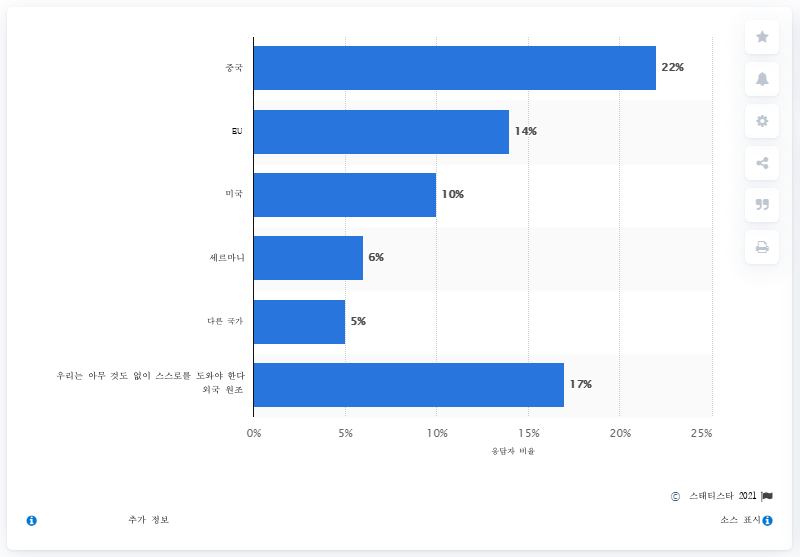 중국
22%
EU
14%
미국
10%
세르마니
6%
다른 국가
5%
우리는 아무 것도 없이 스스로를 도와야 한다
외국 원조
17%
0%
5%
10%
15%
20%
25%
응답자 비율
© 스태티스타 2021
추가 정보
소스 표시